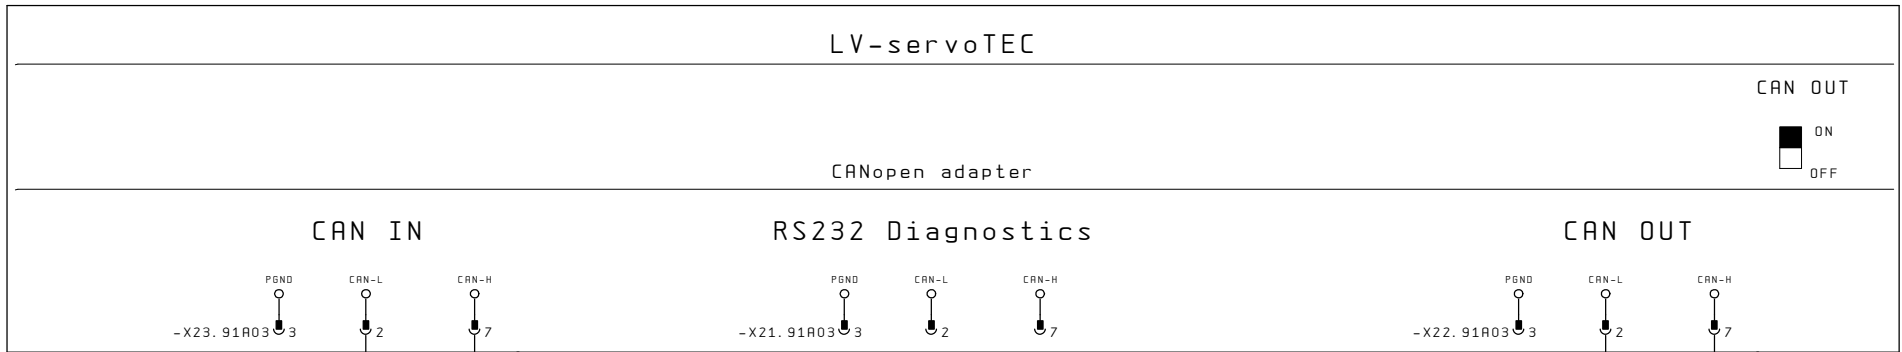 LV-servoTEC
CAN OUT
ON
OFF
CANopen adapter
CAN IN RS232 Diagnostics CAN OUT
PGND CAN-L CAN-H PGND CAN-L CAN-H PGND CAN-L CAN-H
-X23.91A03 3 2 7 -X21.91A03 3 2 7 -X22.91A03 3 2 7